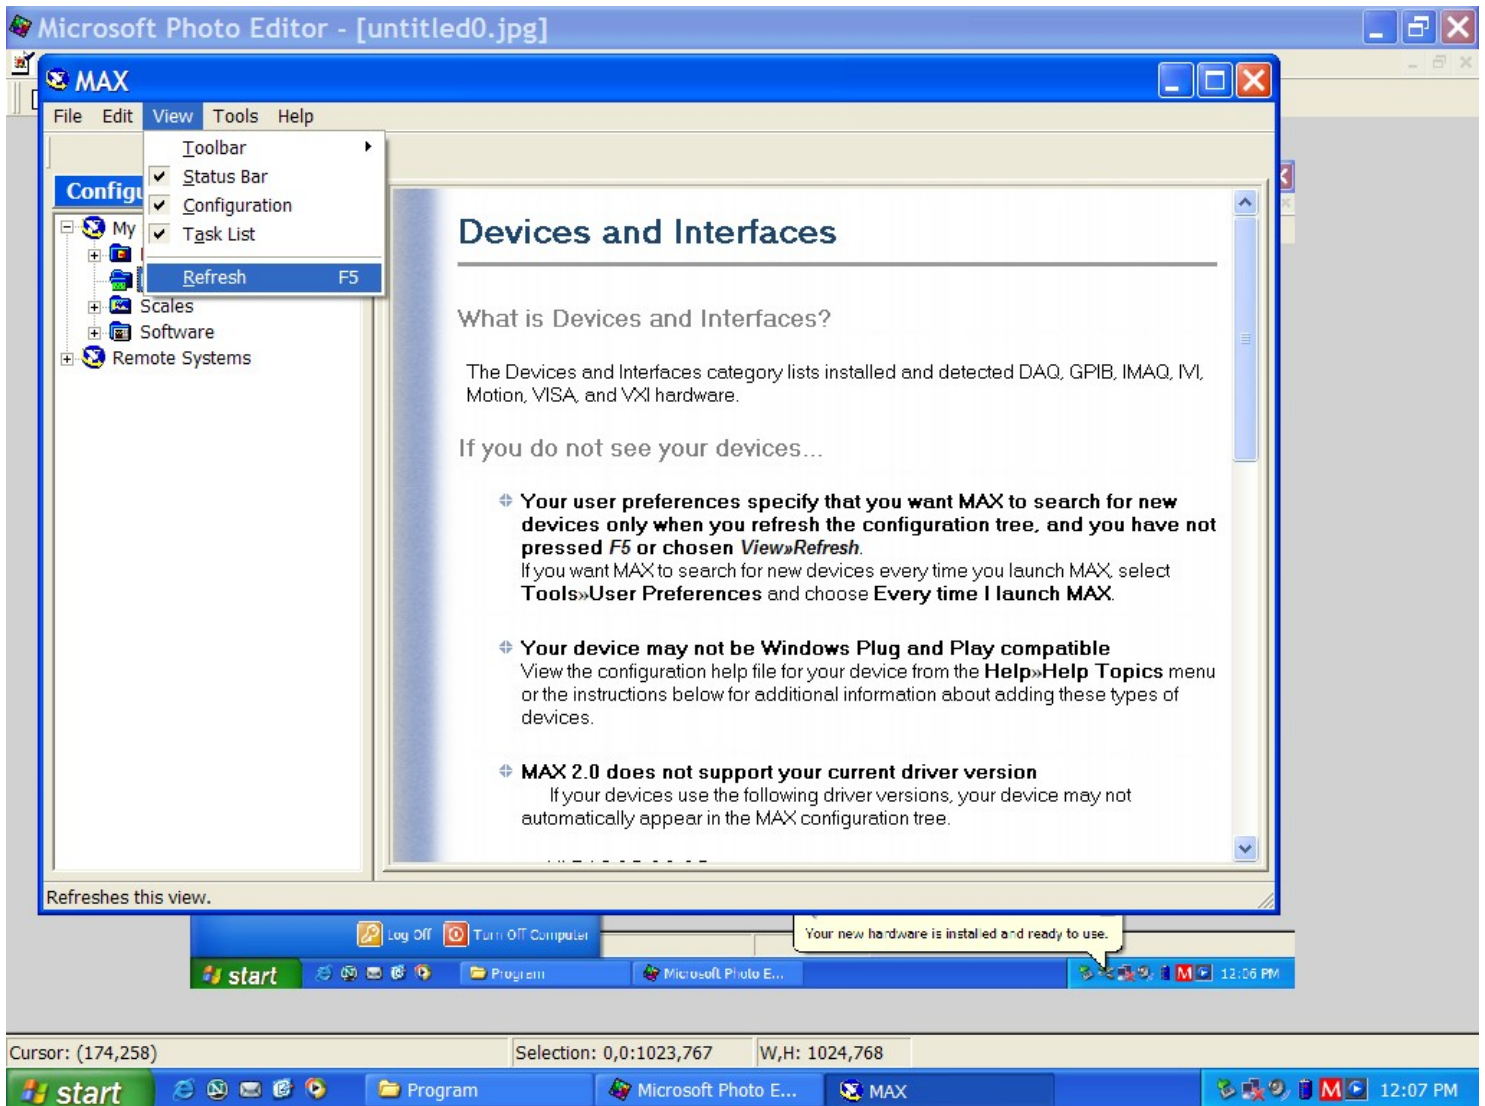 Microsoft Photo Editor - [untitled0.jpg]
MAX
File Edit View Tools Help
Toolbar
Status Bar
Configuration
Task List
Refresh F5
My
Scales
Software
Remote Systems
Devices and Interfaces
What is Devices and Interfaces?
The Devices and Interfaces category lists installed and detected DAQ, GPIB, IMAQ, IVI,
Motion, VISA, and VXI hardware.
If you do not see your devices...
Your user preferences specify that you want MAX to search for new
devices only when you refresh the configuration tree, and you have not
pressed F5 or chosen View»Refresh.
If you want MAX to search for new devices every time you launch MAX, select
Tools»User Preferences and choose Every time I launch MAX.
Your device may not be Windows Plug and Play compatible
View the configuration help file for your device from the Help»Help Topics menu
or the instructions below for additional information about adding these types of
devices.
MAX 2.0 does not support your current driver version
If your devices use the following driver versions, your device may not
automatically appear in the MAX configuration tree.
Refreshes this view.
Log Off Turn Off Computer
Your new hardware is installed and ready to use.
start Program Microsoft Photo E... M 12:06 PM
Cursor: (174,258) Selection: 0,0:1023,767 W,H: 1024,768
start Program Microsoft Photo E... MAX M 12:07 PM